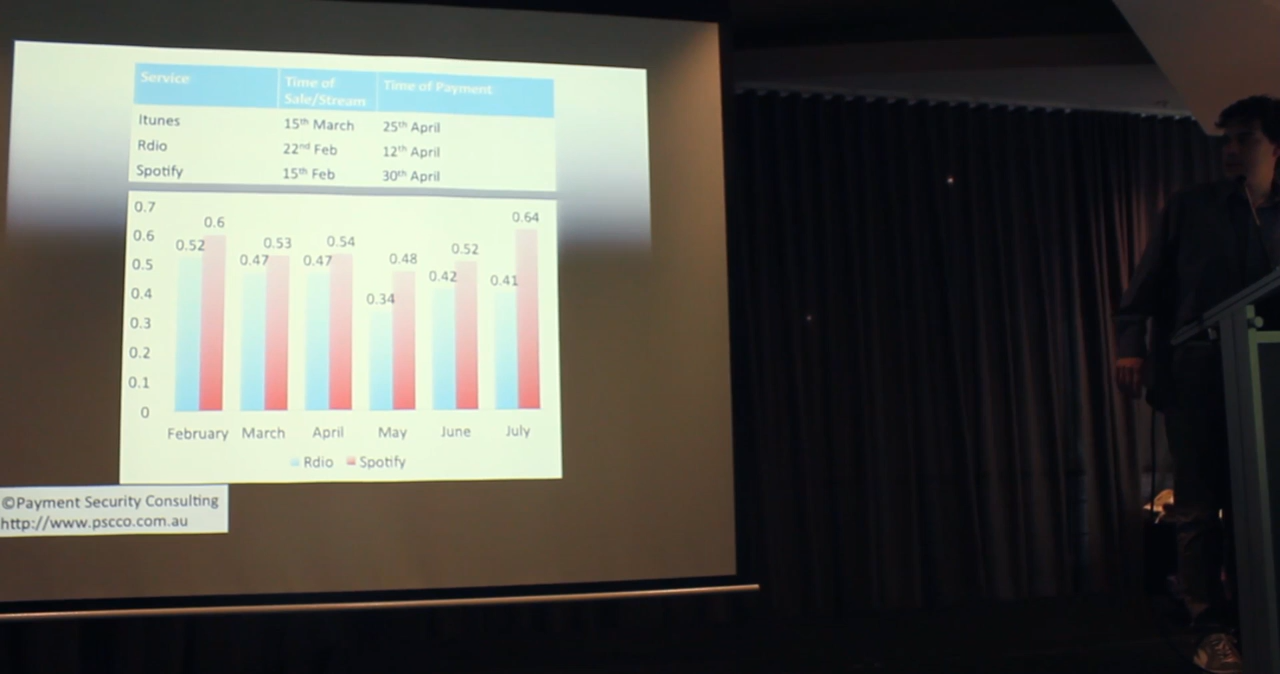 Service Time of Sale/Stream Time of Payment
Itunes 15th March 25th April
Rdio 22nd Feb 12th April
Spotify 15th Feb 30th April
0.7
0.6
0.5
0.4
0.3
0.2
0.1
0
0.52 0.6 0.47 0.53 0.47 0.54 0.34 0.48 0.42 0.52 0.41 0.64
February March April May June July
Rdio Spotify
©Payment Security Consulting
http://www.pscco.com.au